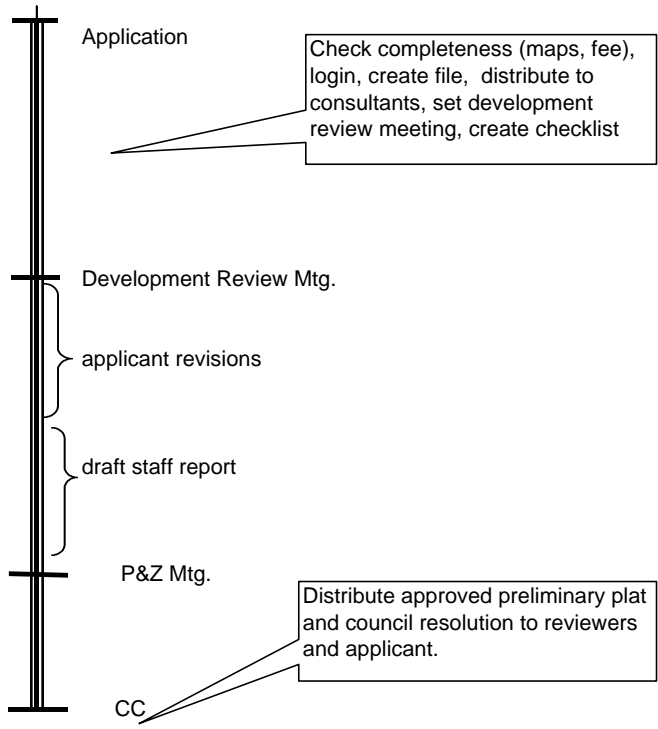 Application
Check completeness (maps, fee),
login, create file, distribute to
consultants, set development
review meeting, create checklist
Development Review Mtg.
applicant revisions
draft staff report
P&Z Mtg.
Distribute approved preliminary plat
and council resolution to reviewers
and applicant.
CC